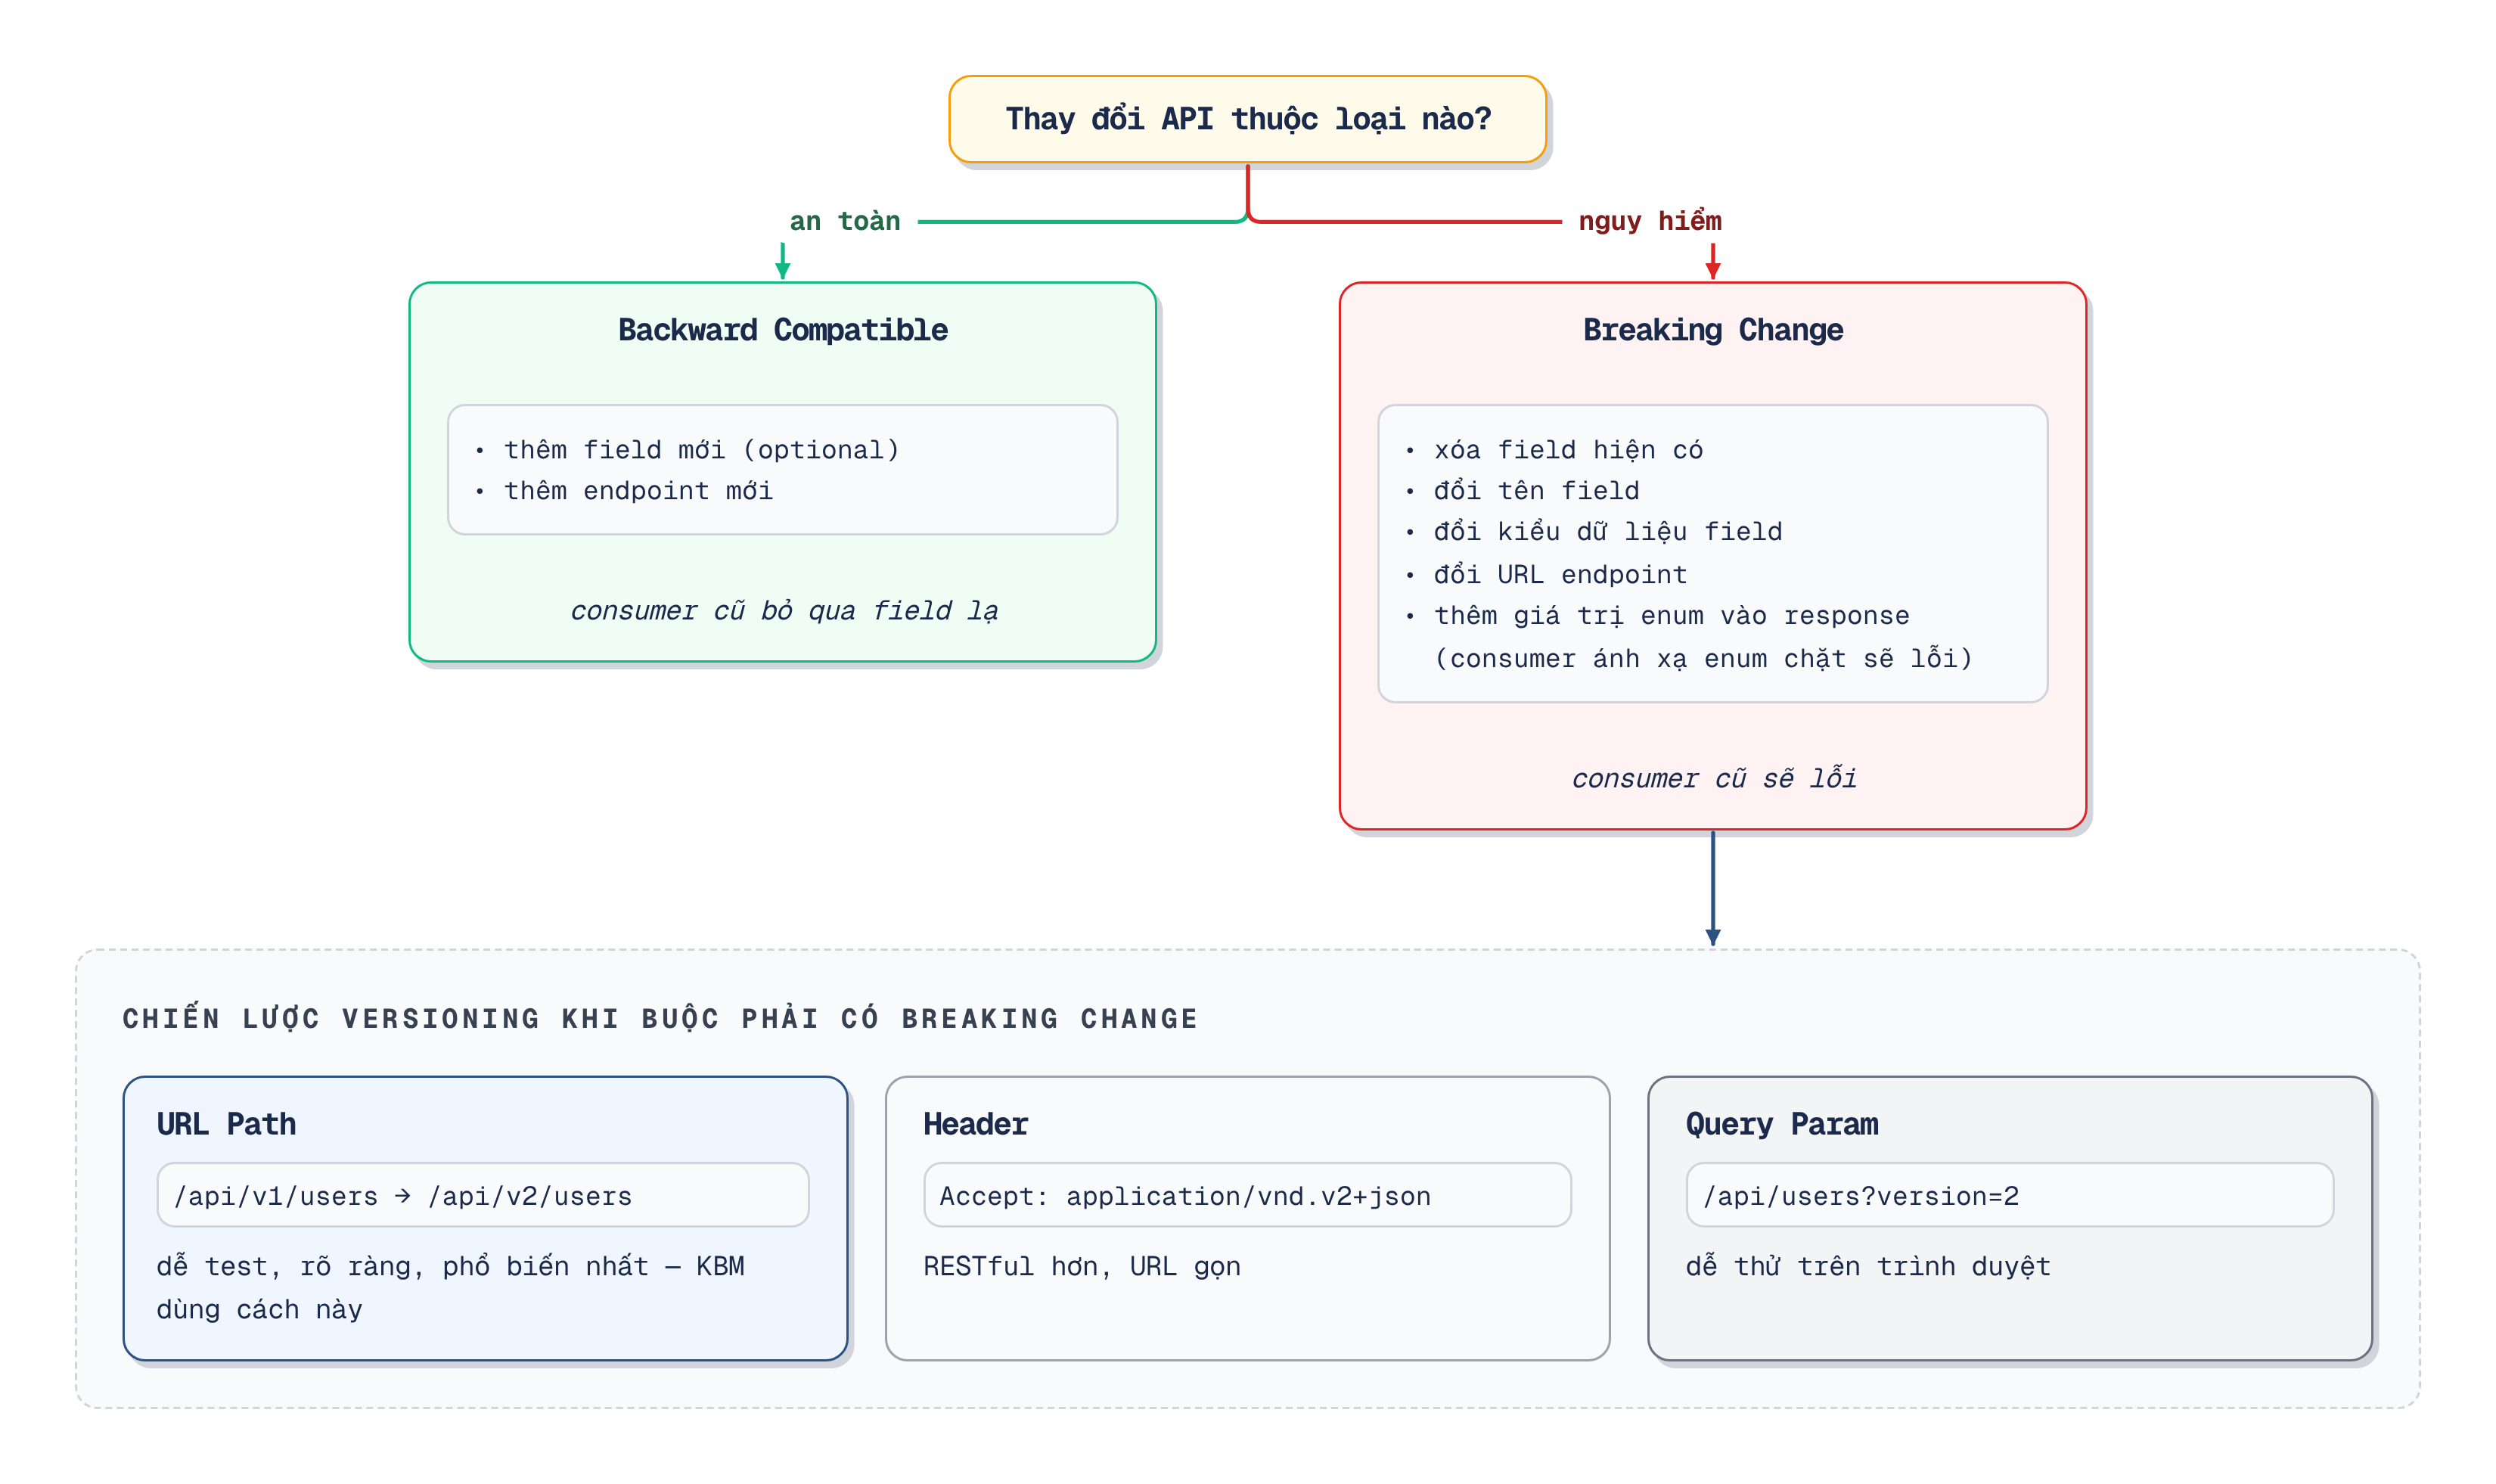 Thay đổi API thuộc loại nào?
an toàn
nguy hiểm
Backward Compatible
• thêm field mới (optional)
• thêm endpoint mới
consumer cũ bỏ qua field lạ
Breaking Change
• xóa field hiện có
• đổi tên field
• đổi kiểu dữ liệu field
• đổi URL endpoint
• thêm giá trị enum vào response
(consumer ánh xạ enum chặt sẽ lỗi)
consumer cũ sẽ lỗi
CHIẾN LƯỢC VERSIONING KHI BUỘC PHẢI CÓ BREAKING CHANGE
URL Path
/api/v1/users → /api/v2/users
dễ test, rõ ràng, phổ biến nhất — KBM
dùng cách này
Header
Accept: application/vnd.v2+json
RESTful hơn, URL gọn
Query Param
/api/users?version=2
dễ thử trên trình duyệt